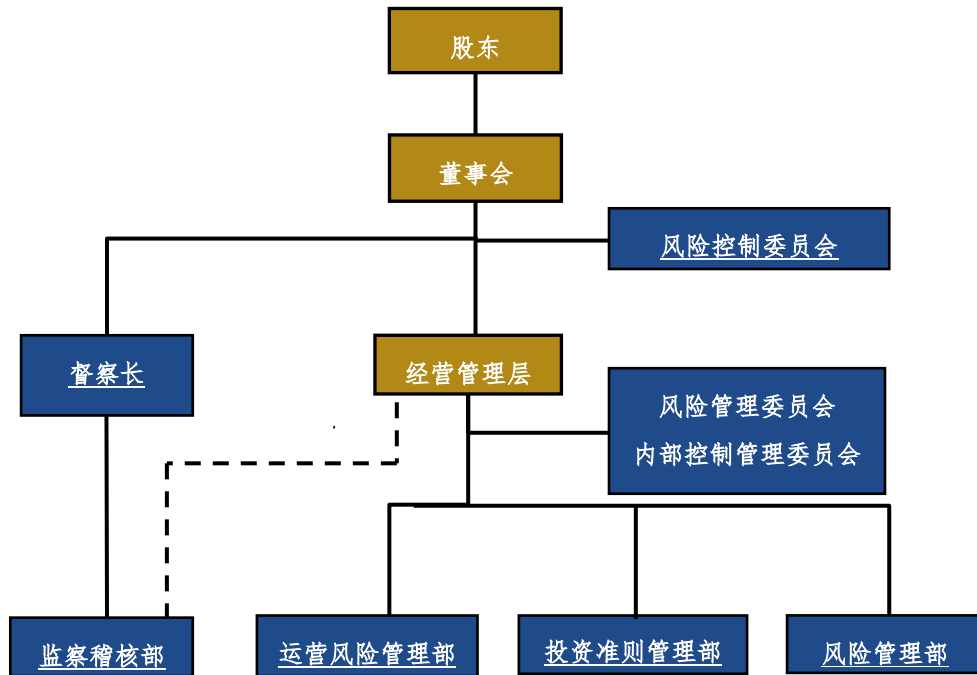 股东
董事会
风险控制委员会
督察长
经营管理层
风险管理委员会
内部控制管理委员会
监察稽核部
运营风险管理部
投资准则管理部
风险管理部